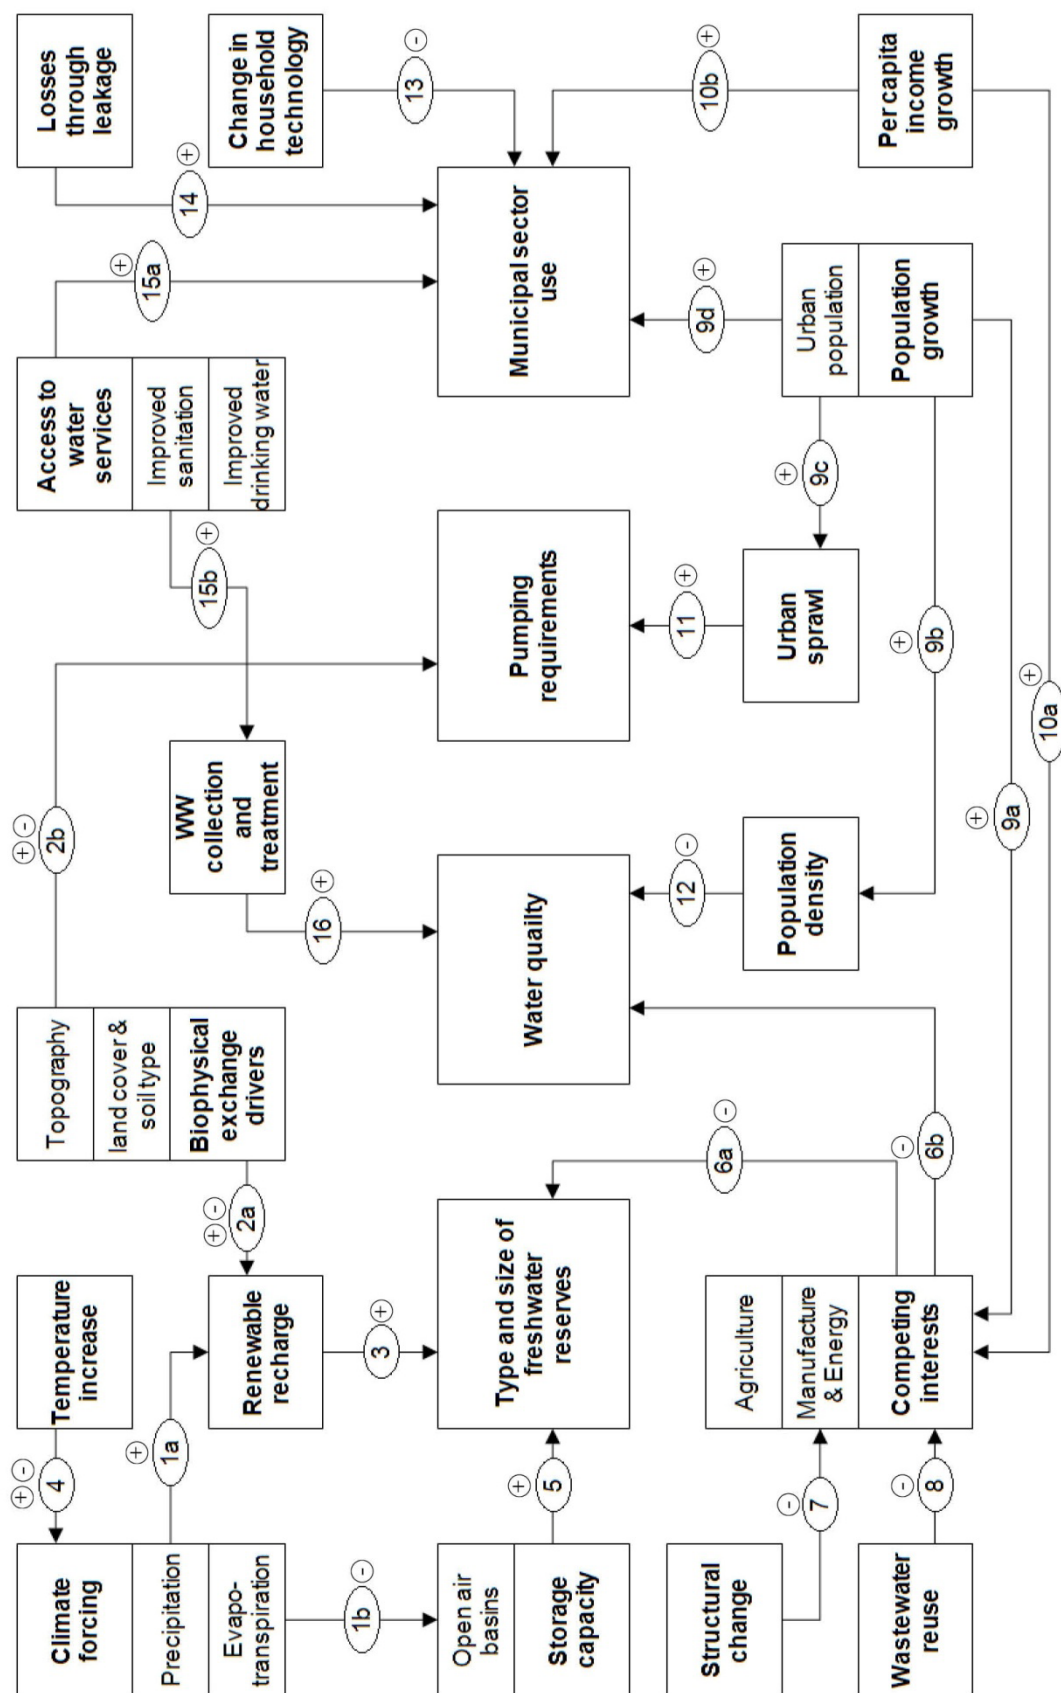 Climate
forcing
Precipitation
Evapo-
transpiration
+ -
4
Temperature
increase
+
1a
Renewable
recharge
+ -
2a
Topography
land cover &
soil type
Biophysical
exchange
drivers
+ -
2b
WW
collection
and
treatment
15b
+
Access to
water
services
Improved
sanitation
Improved
drinking water
+
15a
Losses
through
leakage
14
+
Change in
household
technology
13
-
1b
-
3
+
16
+
Open air
basins
Storage
capacity
+
5
Type and size of
freshwater
reserves
Water quailty
Pumping
requirements
Municipal sector
use
6a
-
12
-
11
+
9d
+
10b
+
Structural
change
-
7
Agriculture
Manufacture
& Energy
Competing
interests
-
6b
Population
density
Urban
sprawl
+
9c
Urban
population
Population
growth
Per capita
income
growth
Wastewater
reuse
-
8
+
9b
+
9a
10a
+